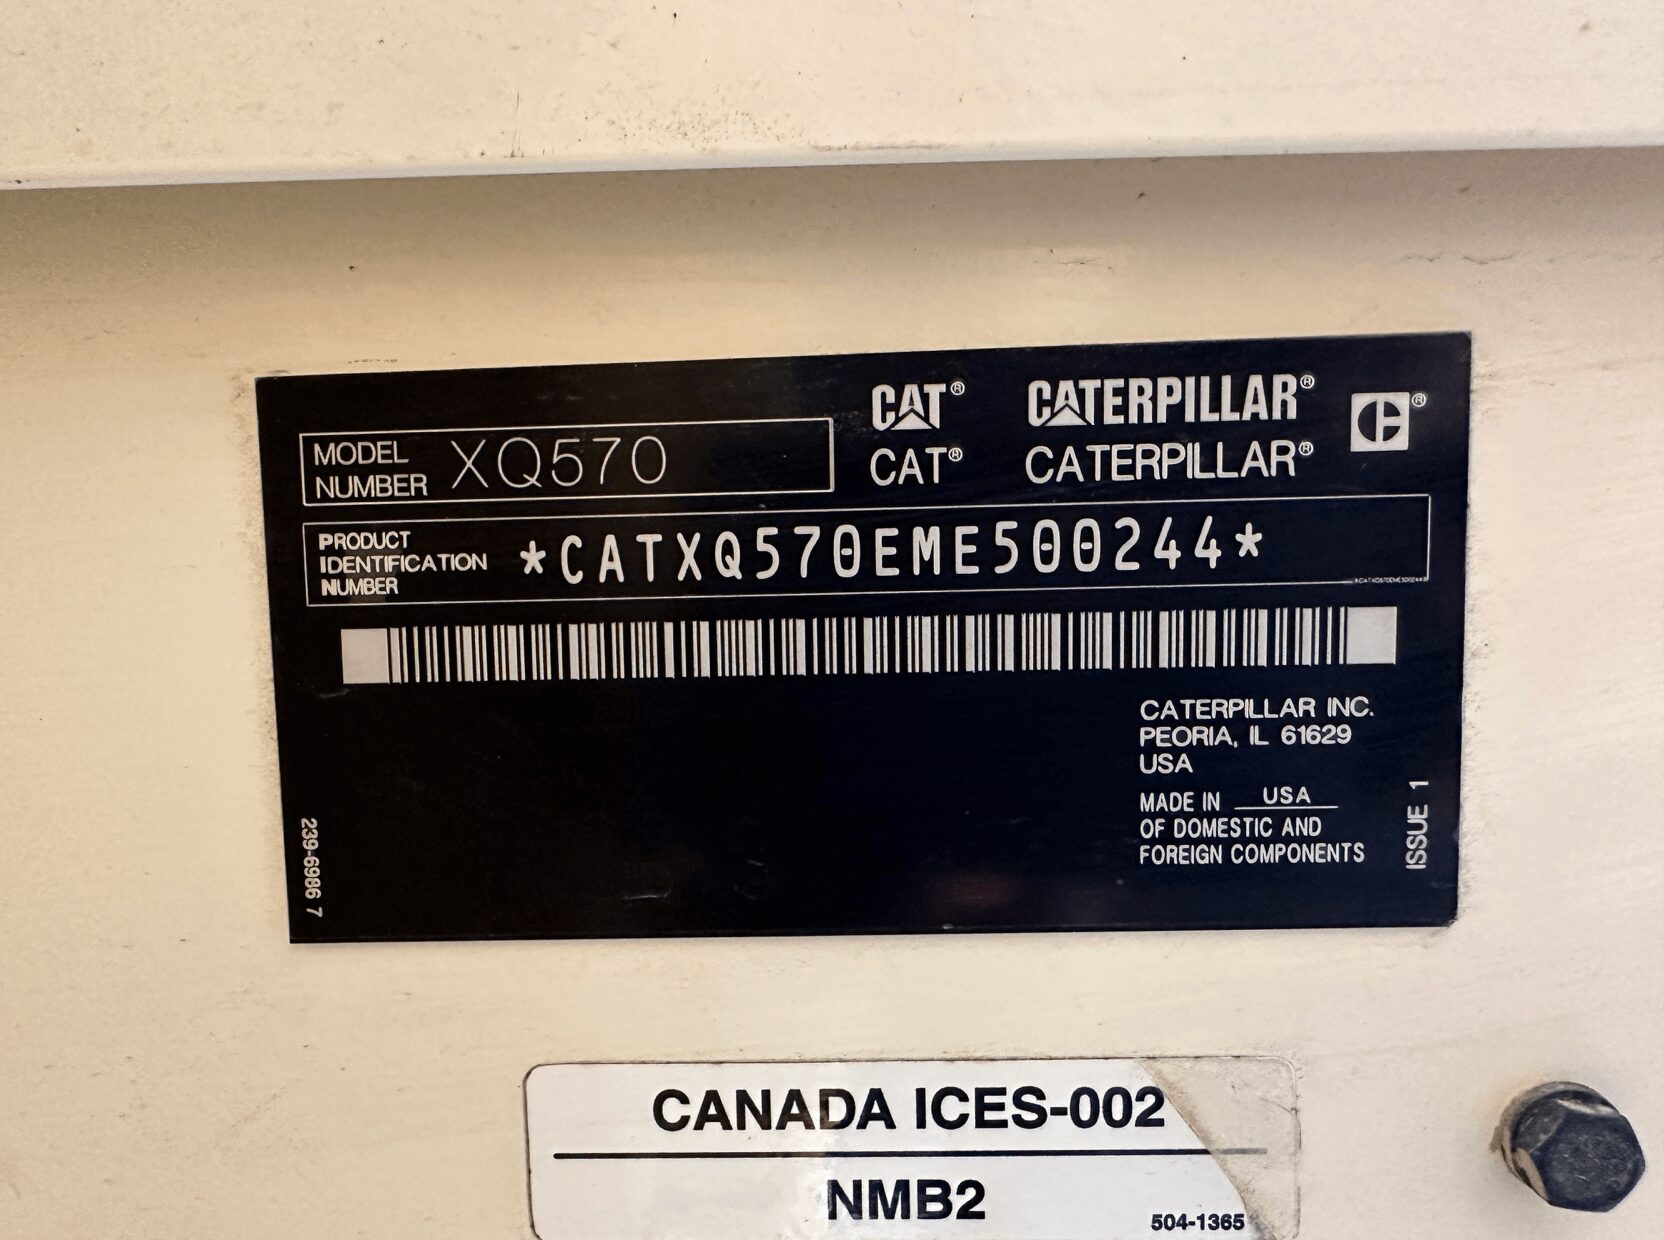 CAT® CATERPILLAR®
CAT® CATERPILLAR®
MODEL
NUMBER XQ570
PRODUCT
IDENTIFICATION
NUMBER
*CATXQ570EME500244*
*CATXQ570EME500244*
CATERPILLAR INC.
PEORIA, IL 61629
USA
MADE IN USA
OF DOMESTIC AND
FOREIGN COMPONENTS
ISSUE 1
239-6986 7
CANADA ICES-002
NMB2
504-1365